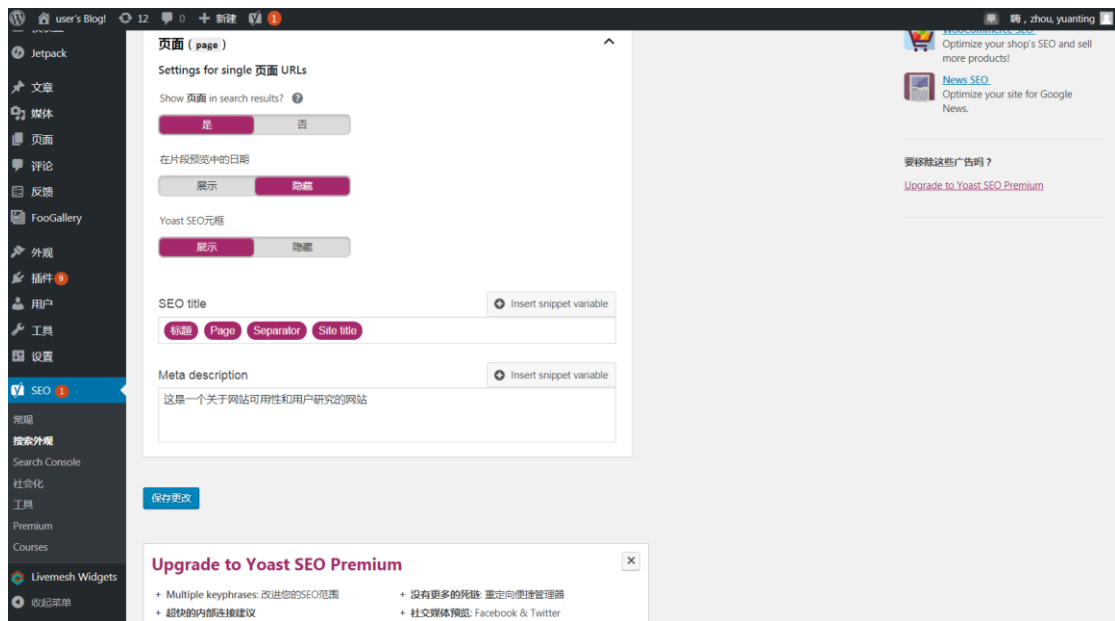 user's Blog! 12 0 新建 1 嗨 , zhou, yuanting
Jetpack
文章
媒体
页面
评论
反馈
FooGallery
外观
插件 9
用户
工具
设置
SEO 1
常规
搜索外观
Search Console
社会化
工具
Premium
Courses
Livemesh Widgets
收起菜单
页面 ( page )
Settings for single 页面 URLs
Show 页面 in search results?
是 否
在片段预览中的日期
展示 隐藏
Yoast SEO元框
展示 隐藏
SEO title Insert snippet variable
标题 Page Separator Site title
Meta description Insert snippet variable
这是一个关于网站可用性和用户研究的网站
保存更改
Upgrade to Yoast SEO Premium
+ Multiple keyphrases: 改进您的SEO范围
+ 超快的内部连接建议
+ 没有更多的死链: 重定向便捷管理器
+ 社交媒体预览: Facebook & Twitter
WooCommerce SEO
Optimize your shop's SEO and sell
more products!
News SEO
Optimize your site for Google
News.
要移除这些广告吗？
Upgrade to Yoast SEO Premium